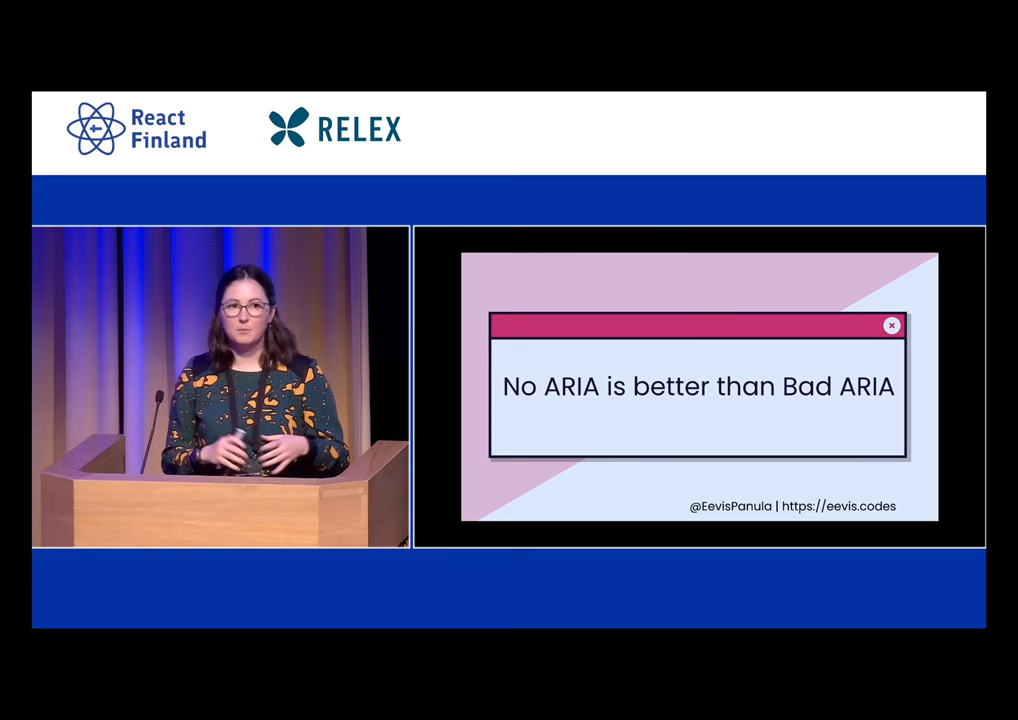 React
Finland
RELEX
No ARIA is better than Bad ARIA
@EevisPanula | https://eevis.codes